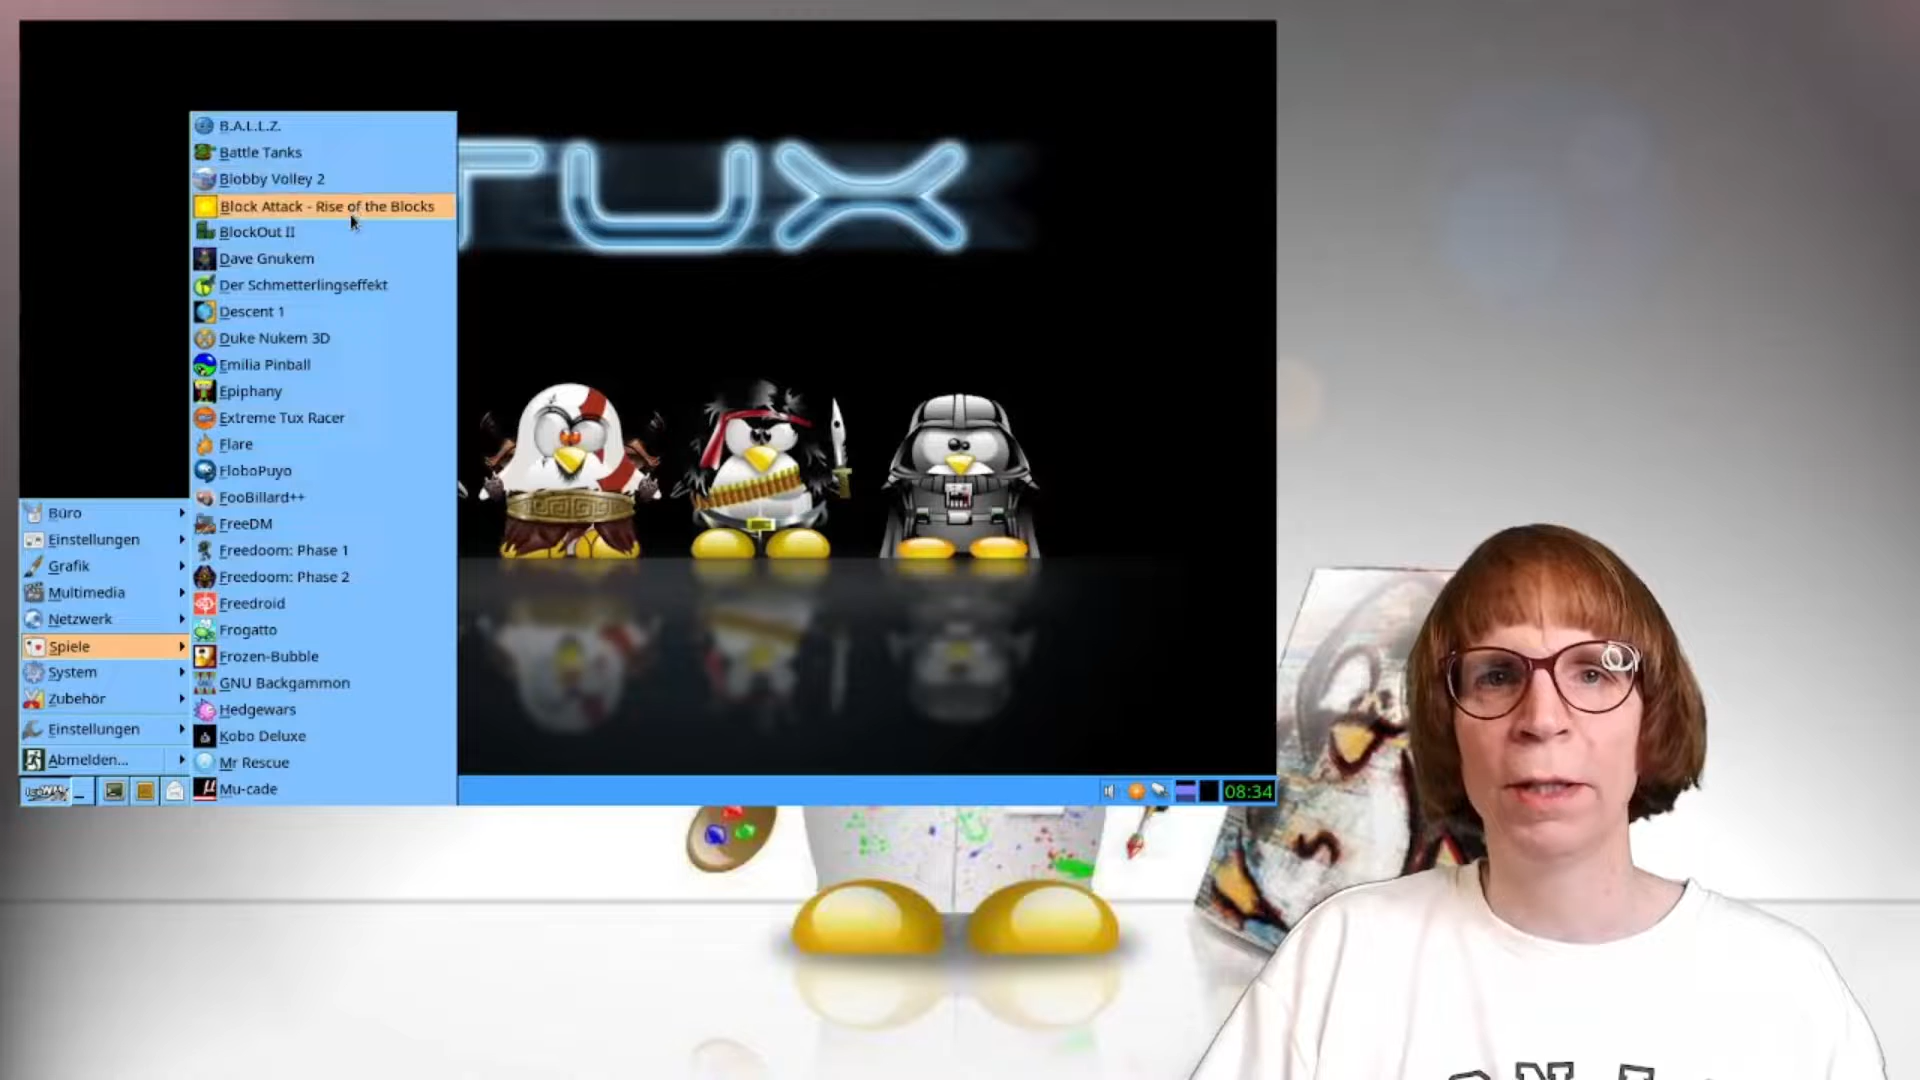 TUX
B.A.L.L.Z.
Battle Tanks
Blobby Volley 2
Block Attack - Rise of the Blocks
BlockOut II
Dave Gnukem
Der Schmetterlingseffekt
Descent 1
Duke Nukem 3D
Emilia Pinball
Epiphany
Extreme Tux Racer
Flare
FloboPuyo
FooBillard++
FreeDM
Freedoom: Phase 1
Freedoom: Phase 2
Freedroid
Frogatto
Frozen-Bubble
GNU Backgammon
Hedgewars
Kobo Deluxe
Mr Rescue
Mu-cade
Büro
Einstellungen
Grafik
Multimedia
Netzwerk
Spiele
System
Zubehör
Einstellungen
Abmelden...
IceWM
08:34